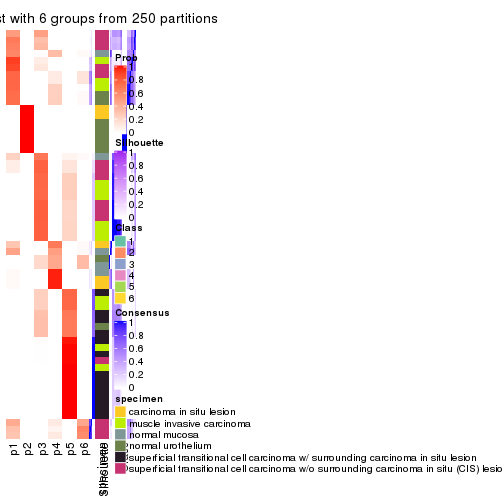 st with 6 groups from 250 partitions
Prob
1
0.8
0.6
0.4
0.2
0
Silhouette
1
0.8
0.6
0.4
0.2
0
Class
1
2
3
4
5
6
Consensus
1
0.8
0.6
0.4
0.2
0
specimen
carcinoma in situ lesion
muscle invasive carcinoma
normal mucosa
normal urothelium
superficial transitional cell carcinoma w/ surrounding carcinoma in situ lesion
superficial transitional cell carcinoma w/o surrounding carcinoma in situ (CIS) lesio
p1
p2
p3
p4
p5
p6